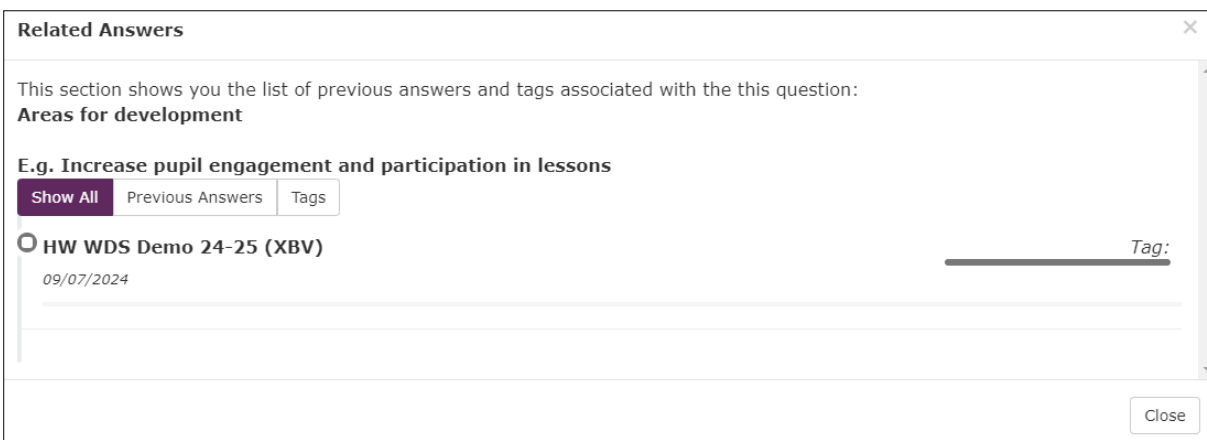 Related Answers ×
This section shows you the list of previous answers and tags associated with the this question:
Areas for development
E.g. Increase pupil engagement and participation in lessons
Show All Previous Answers Tags
HW WDS Demo 24-25 (XBV) Tag:
09/07/2024
Close